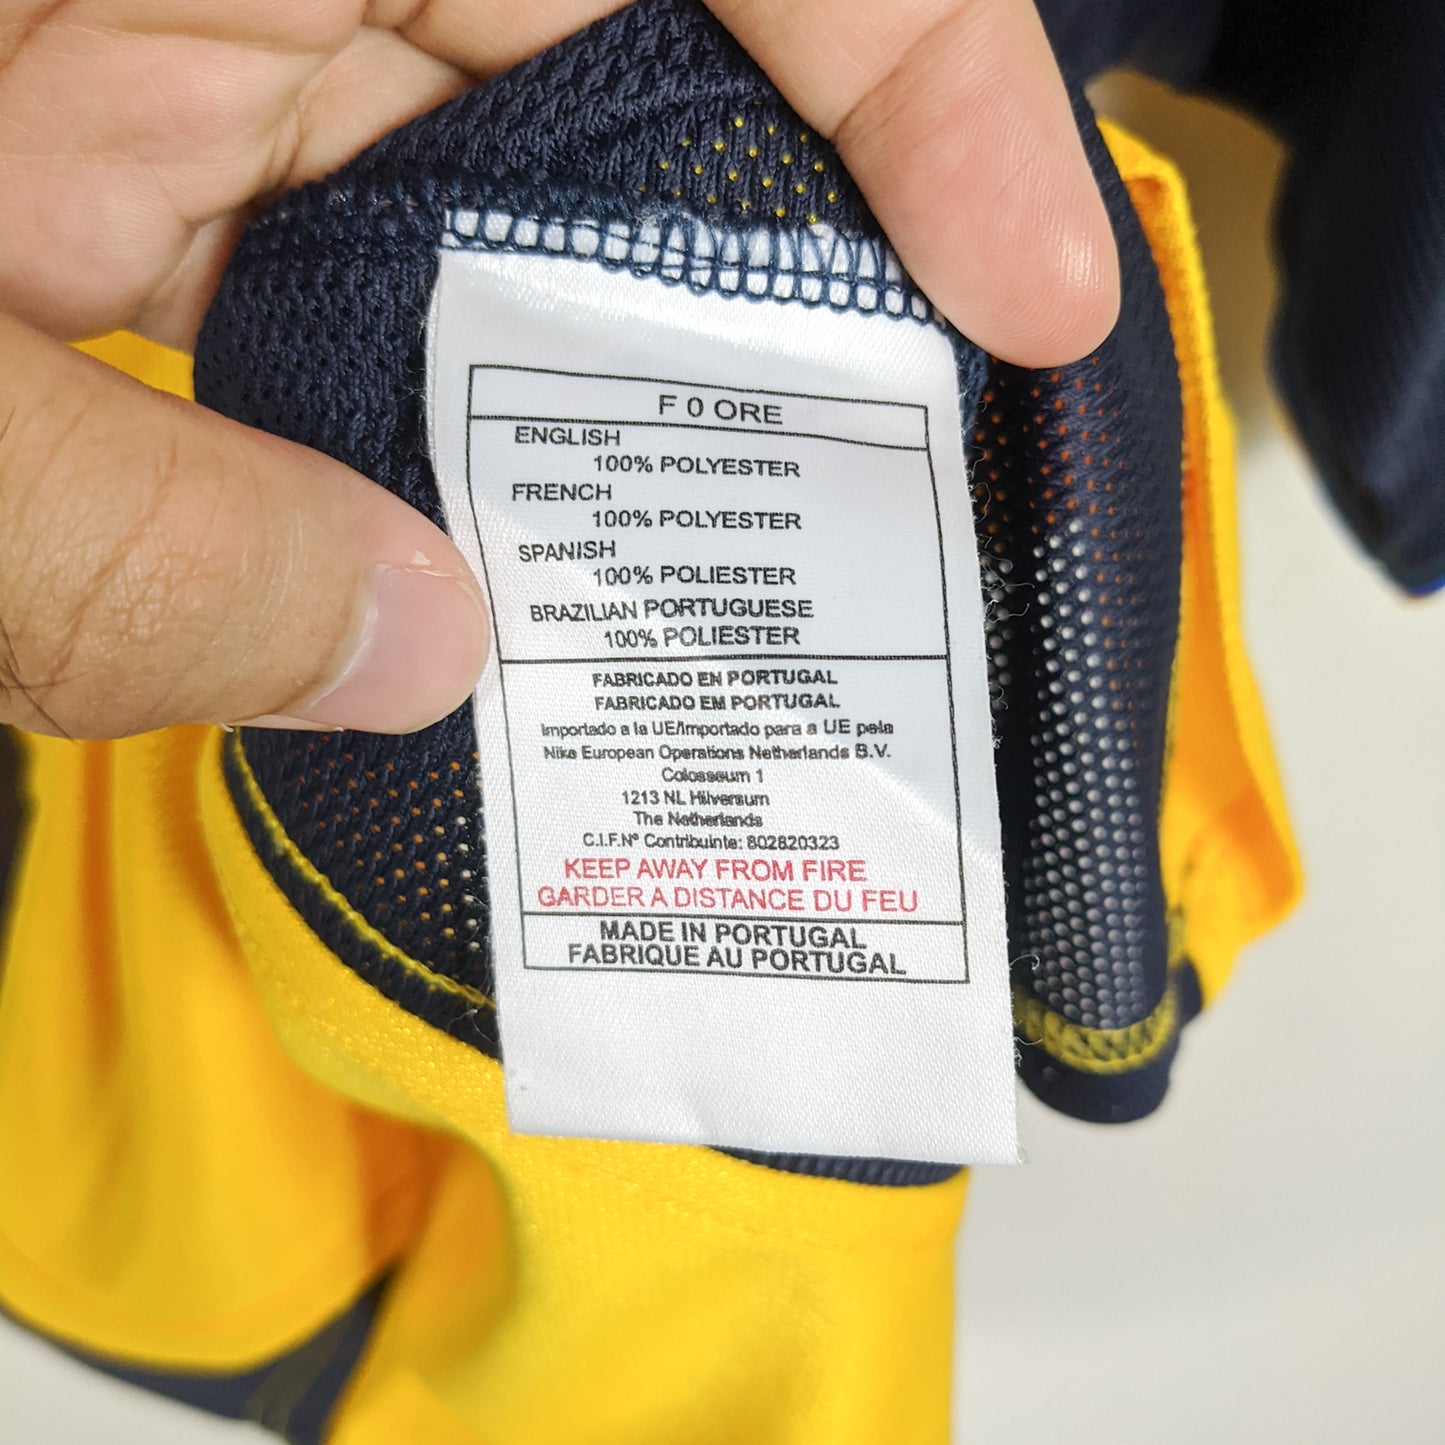 F 0 ORE
ENGLISH
100% POLYESTER
FRENCH
100% POLYESTER
SPANISH
100% POLIESTER
BRAZILIAN PORTUGUESE
100% POLIESTER
FABRICADO EN PORTUGAL
FABRICADO EM PORTUGAL
Importado a la UE/Importado para a UE pela
Nike European Operations Netherlands B.V.
Colosseum 1
1213 NL Hilversum
The Netherlands
C.I.F.Nº Contribuinte: 802820323
KEEP AWAY FROM FIRE
GARDER A DISTANCE DU FEU
MADE IN PORTUGAL
FABRIQUE AU PORTUGAL